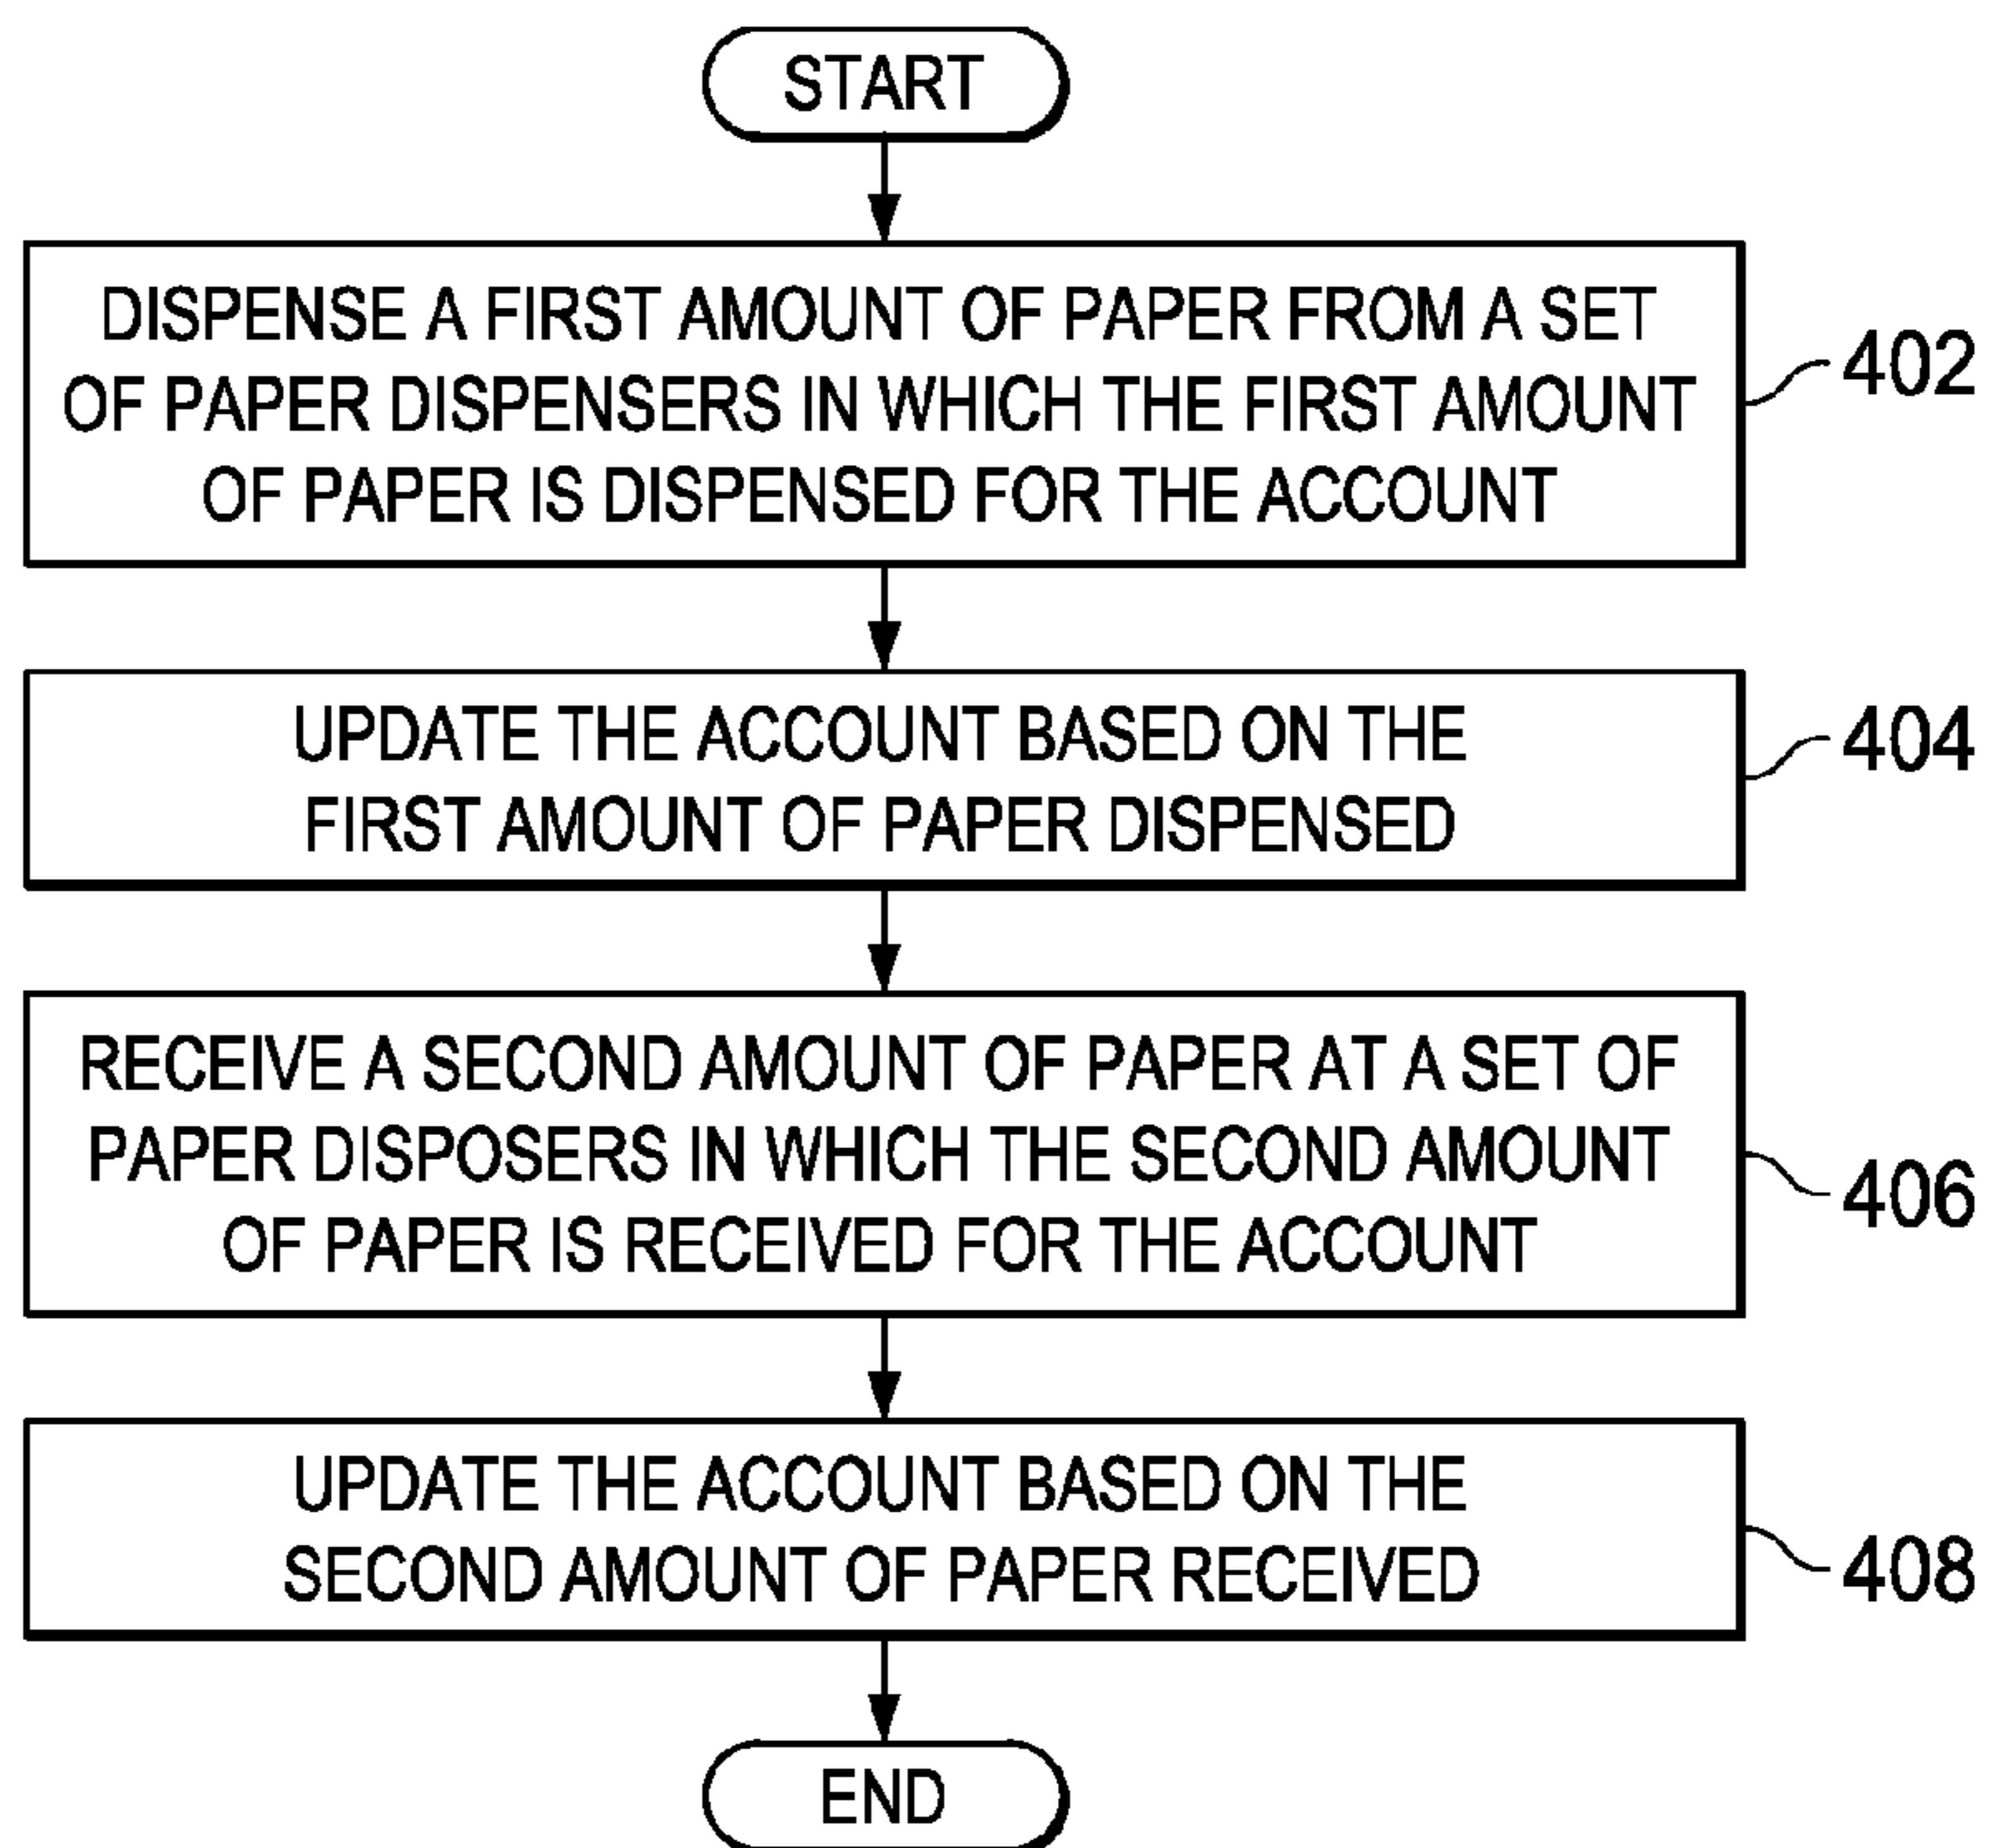 START
DISPENSE A FIRST AMOUNT OF PAPER FROM A SET
OF PAPER DISPENSERS IN WHICH THE FIRST AMOUNT
OF PAPER IS DISPENSED FOR THE ACCOUNT
402
UPDATE THE ACCOUNT BASED ON THE
FIRST AMOUNT OF PAPER DISPENSED
404
RECEIVE A SECOND AMOUNT OF PAPER AT A SET OF
PAPER DISPOSERS IN WHICH THE SECOND AMOUNT
OF PAPER IS RECEIVED FOR THE ACCOUNT
406
UPDATE THE ACCOUNT BASED ON THE
SECOND AMOUNT OF PAPER RECEIVED
408
END